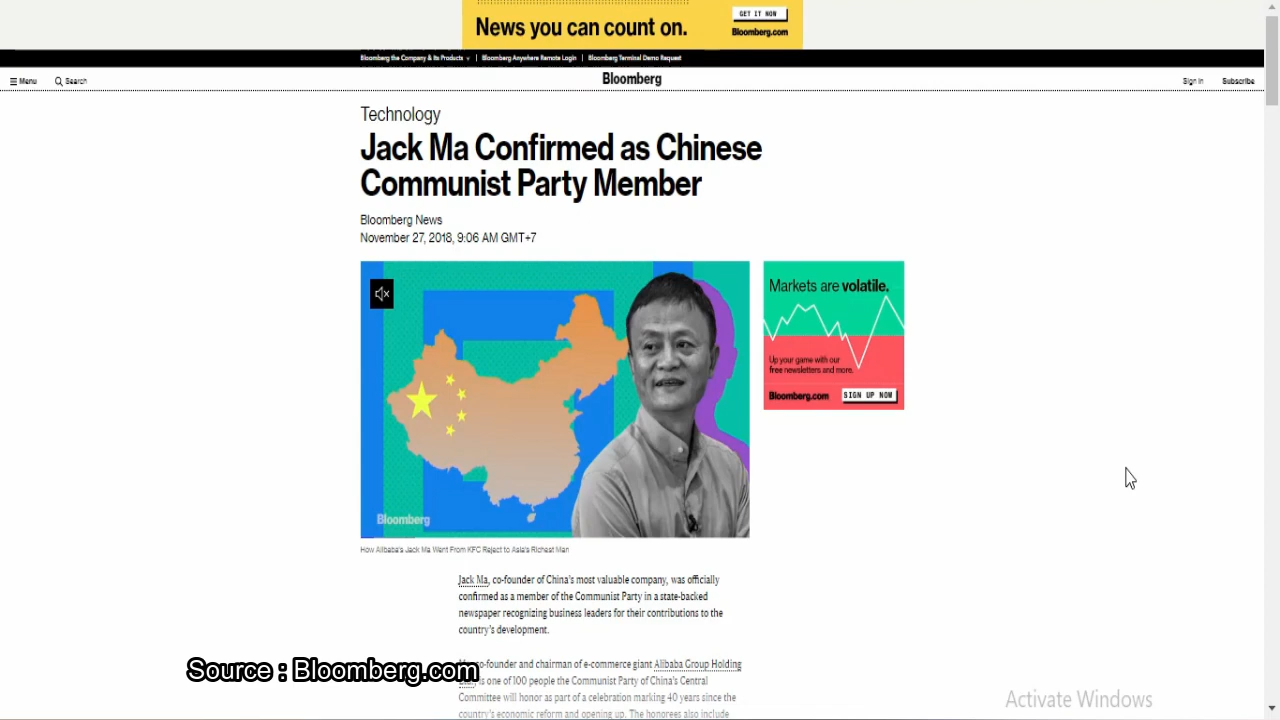 News you can count on.
GET IT NOW
Bloomberg.com
Bloomberg the Company & Its Products
Bloomberg Anywhere Remote Login
Bloomberg Terminal Demo Request
Menu
Search
Bloomberg
Sign In
Subscribe
Technology
Jack Ma Confirmed as Chinese
Communist Party Member
Bloomberg News
November 27, 2018, 9:06 AM GMT+7
Bloomberg
How Alibaba's Jack Ma Went From KFC Reject to Asia's Richest Man
Markets are volatile.
Up your game with our
free newsletters and more.
Bloomberg.com
SIGN UP NOW
Jack Ma, co-founder of China's most valuable company, was officially
confirmed as a member of the Communist Party in a state-backed
newspaper recognizing business leaders for their contributions to the
country's development.
co-founder and chairman of e-commerce giant Alibaba Group Holding
is one of 100 people the Communist Party of China's Central
Committee will honor as part of a celebration marking 40 years since the
country's economic reform and opening up. The honorees also include
Source : Bloomberg.com
Activate Windows